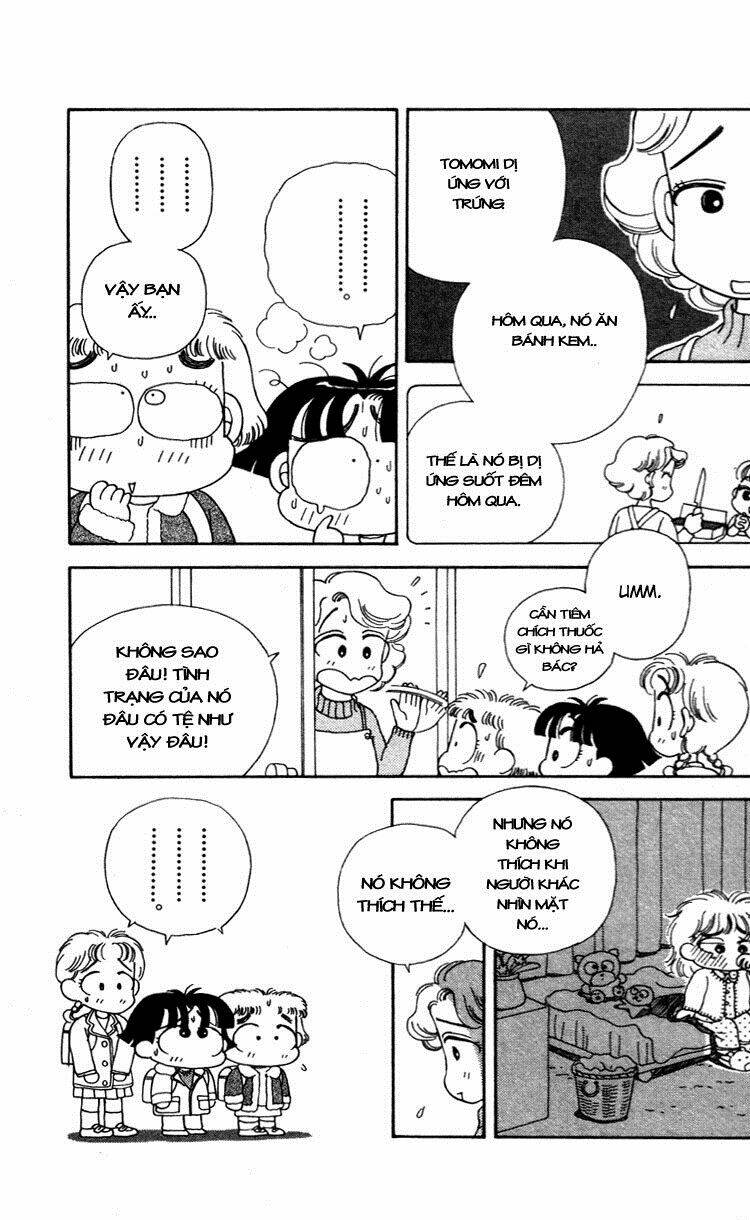 TOMOMI DỊ
ỨNG VỚI
TRỨNG
HÔM QUA, NÓ ĂN
BÁNH KEM..
THẾ LÀ NÓ BỊ DỊ
ỨNG SUỐT ĐÊM
HÔM QUA.
VẬY BẠN
ẤY..
UMM.
CẦN TIÊM
CHÍCH THUỐC
GÌ KHÔNG HẢ
BÁC?
KHÔNG SAO
ĐÂU! TÌNH
TRẠNG CỦA NÓ
ĐÂU CÓ TỆ NHƯ
VẬY ĐÂU!
NHƯNG NÓ
KHÔNG
THÍCH KHI
NGƯỜI KHÁC
NHÌN MẶT
NÓ...
NÓ KHÔNG
THÍCH THẾ...